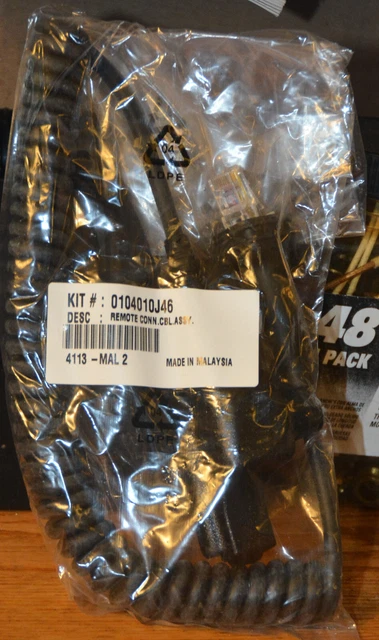 04
LDPE
KIT # : 0104010J46
DESC : REMOTE CONN.CBL.ASSY.
4113 -MAL 2
MADE IN MALAYSIA
48
PACK
LDPE